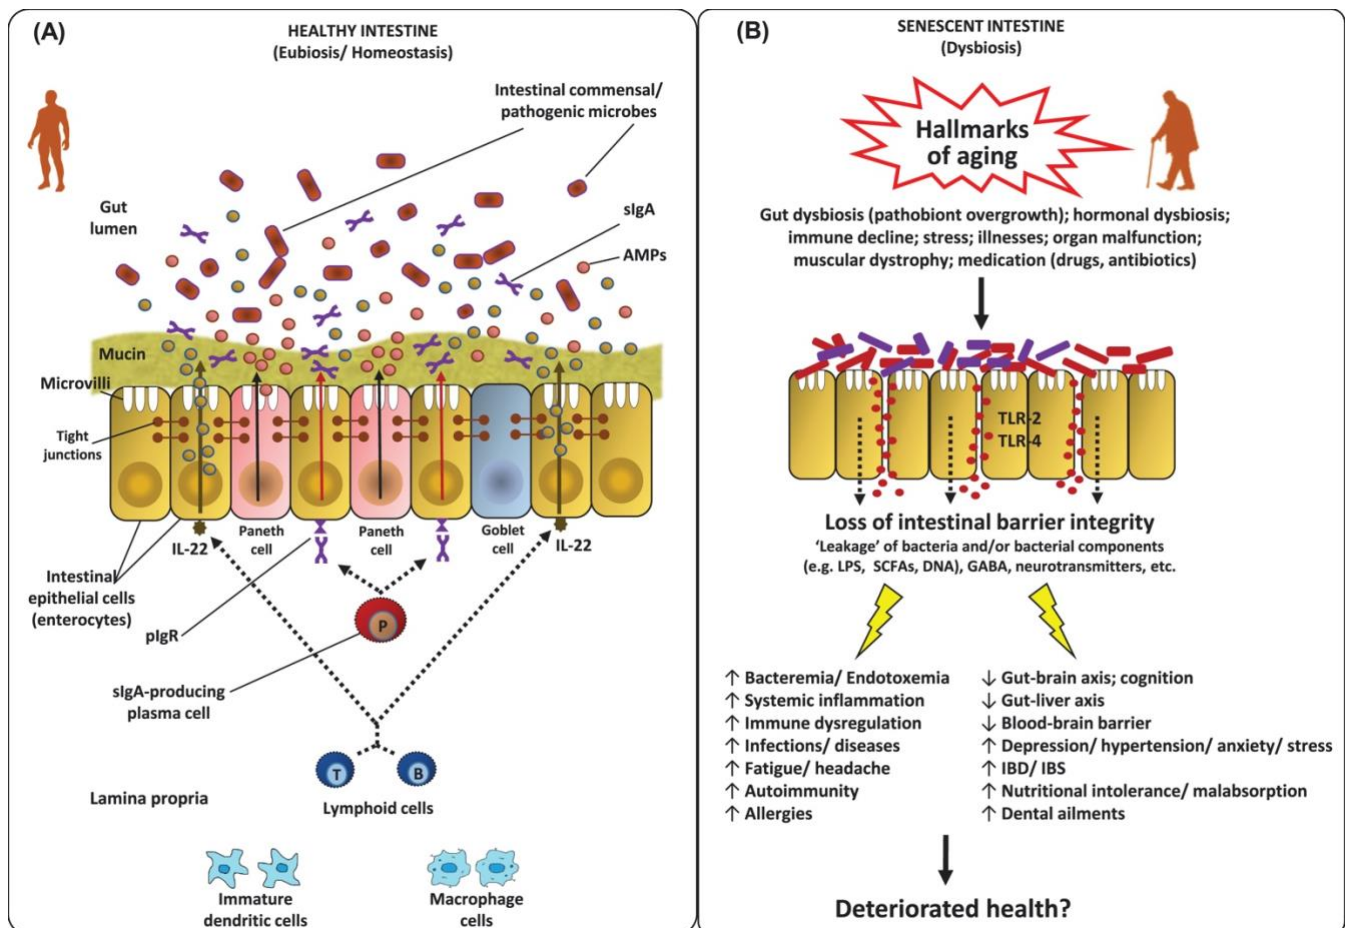 (A)
HEALTHY INTESTINE
(Eubiosis/ Homeostasis)
Intestinal commensal/
pathogenic microbes
Gut
lumen
sIgA
AMPs
Mucin
Microvilli
Tight
junctions
IL-22
Paneth
cell
Paneth
cell
Goblet
cell
IL-22
Intestinal
epithelial cells
(enterocytes)
pIgR
P
sIgA-producing
plasma cell
T
B
Lamina propria
Lymphoid cells
Immature
dendritic cells
Macrophage
cells
(B)
SENESCENT INTESTINE
(Dysbiosis)
Hallmarks
of aging
Gut dysbiosis (pathobiont overgrowth); hormonal dysbiosis;
immune decline; stress; illnesses; organ malfunction;
muscular dystrophy; medication (drugs, antibiotics)
TLR-2
TLR-4
Loss of intestinal barrier integrity
‘Leakage’ of bacteria and/or bacterial components
(e.g. LPS, SCFAs, DNA), GABA, neurotransmitters, etc.
↑ Bacteremia/ Endotoxemia
↑ Systemic inflammation
↑ Immune dysregulation
↑ Infections/ diseases
↑ Fatigue/ headache
↑ Autoimmunity
↑ Allergies
↓ Gut-brain axis; cognition
↓ Gut-liver axis
↓ Blood-brain barrier
↑ Depression/ hypertension/ anxiety/ stress
↑ IBD/ IBS
↑ Nutritional intolerance/ malabsorption
↑ Dental ailments
Deteriorated health?